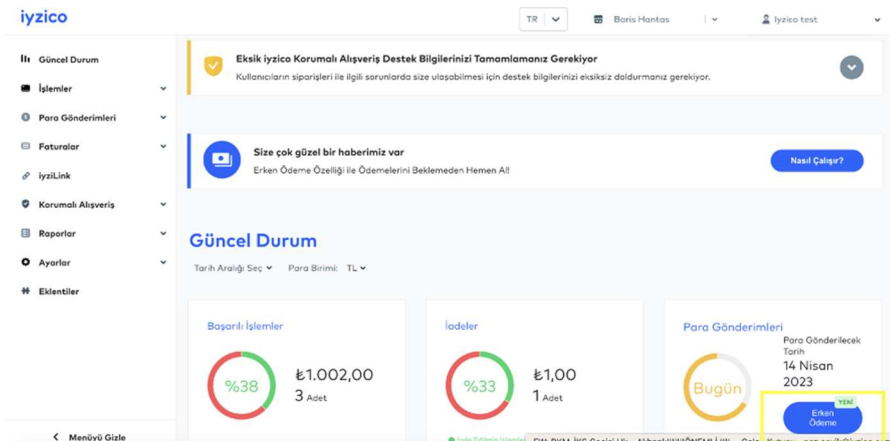 iyzico
TR
Baris Hantas
Iyzico test
Güncel Durum
İşlemler
Para Gönderimleri
Faturalar
iyziLink
Korumalı Alışveriş
Raporlar
Ayarlar
Eklentiler
Menüyü Gizle
Eksik iyzico Korumalı Alışveriş Destek Bilgilerinizi Tamamlamanız Gerekiyor
Kullanıcıların siparişleri ile ilgili sorunlarda size ulaşabilmesi için destek bilgilerinizi eksiksiz doldurmanız gerekiyor.
Size çok güzel bir haberimiz var
Erken Ödeme Özelliği ile Ödemelerini Beklemeden Hemen Al!
Nasıl Çalışır?
Güncel Durum
Tarih Aralığı Seç
Para Birimi: TL
Başarılı İşlemler
%38
₺1.002,00
3 Adet
İadeler
%33
₺1,00
1 Adet
Para Gönderimleri
Bugün
Para Gönderilecek
Tarih
14 Nisan
2023
YENİ
Erken
Ödeme